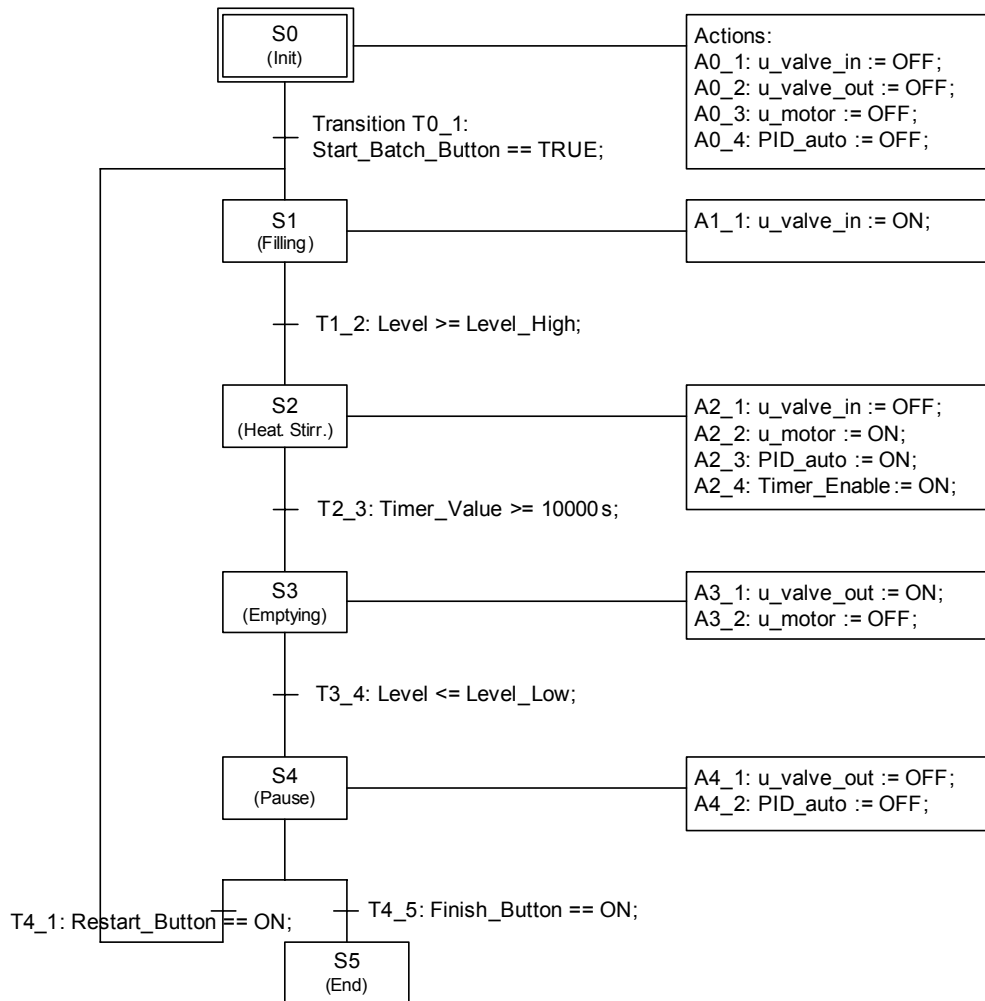 S0
(Init)
Actions:
A0_1: u_valve_in := OFF;
A0_2: u_valve_out := OFF;
A0_3: u_motor := OFF;
A0_4: PID_auto := OFF;
Transition T0_1:
Start_Batch_Button == TRUE;
S1
(Filling)
A1_1: u_valve_in := ON;
T1_2: Level >= Level_High;
S2
(Heat. Stirr.)
A2_1: u_valve_in := OFF;
A2_2: u_motor := ON;
A2_3: PID_auto := ON;
A2_4: Timer_Enable := ON;
T2_3: Timer_Value >= 10000 s;
S3
(Emptying)
A3_1: u_valve_out := ON;
A3_2: u_motor := OFF;
T3_4: Level <= Level_Low;
S4
(Pause)
A4_1: u_valve_out := OFF;
A4_2: PID_auto := OFF;
T4_1: Restart_Button == ON;
T4_5: Finish_Button == ON;
S5
(End)